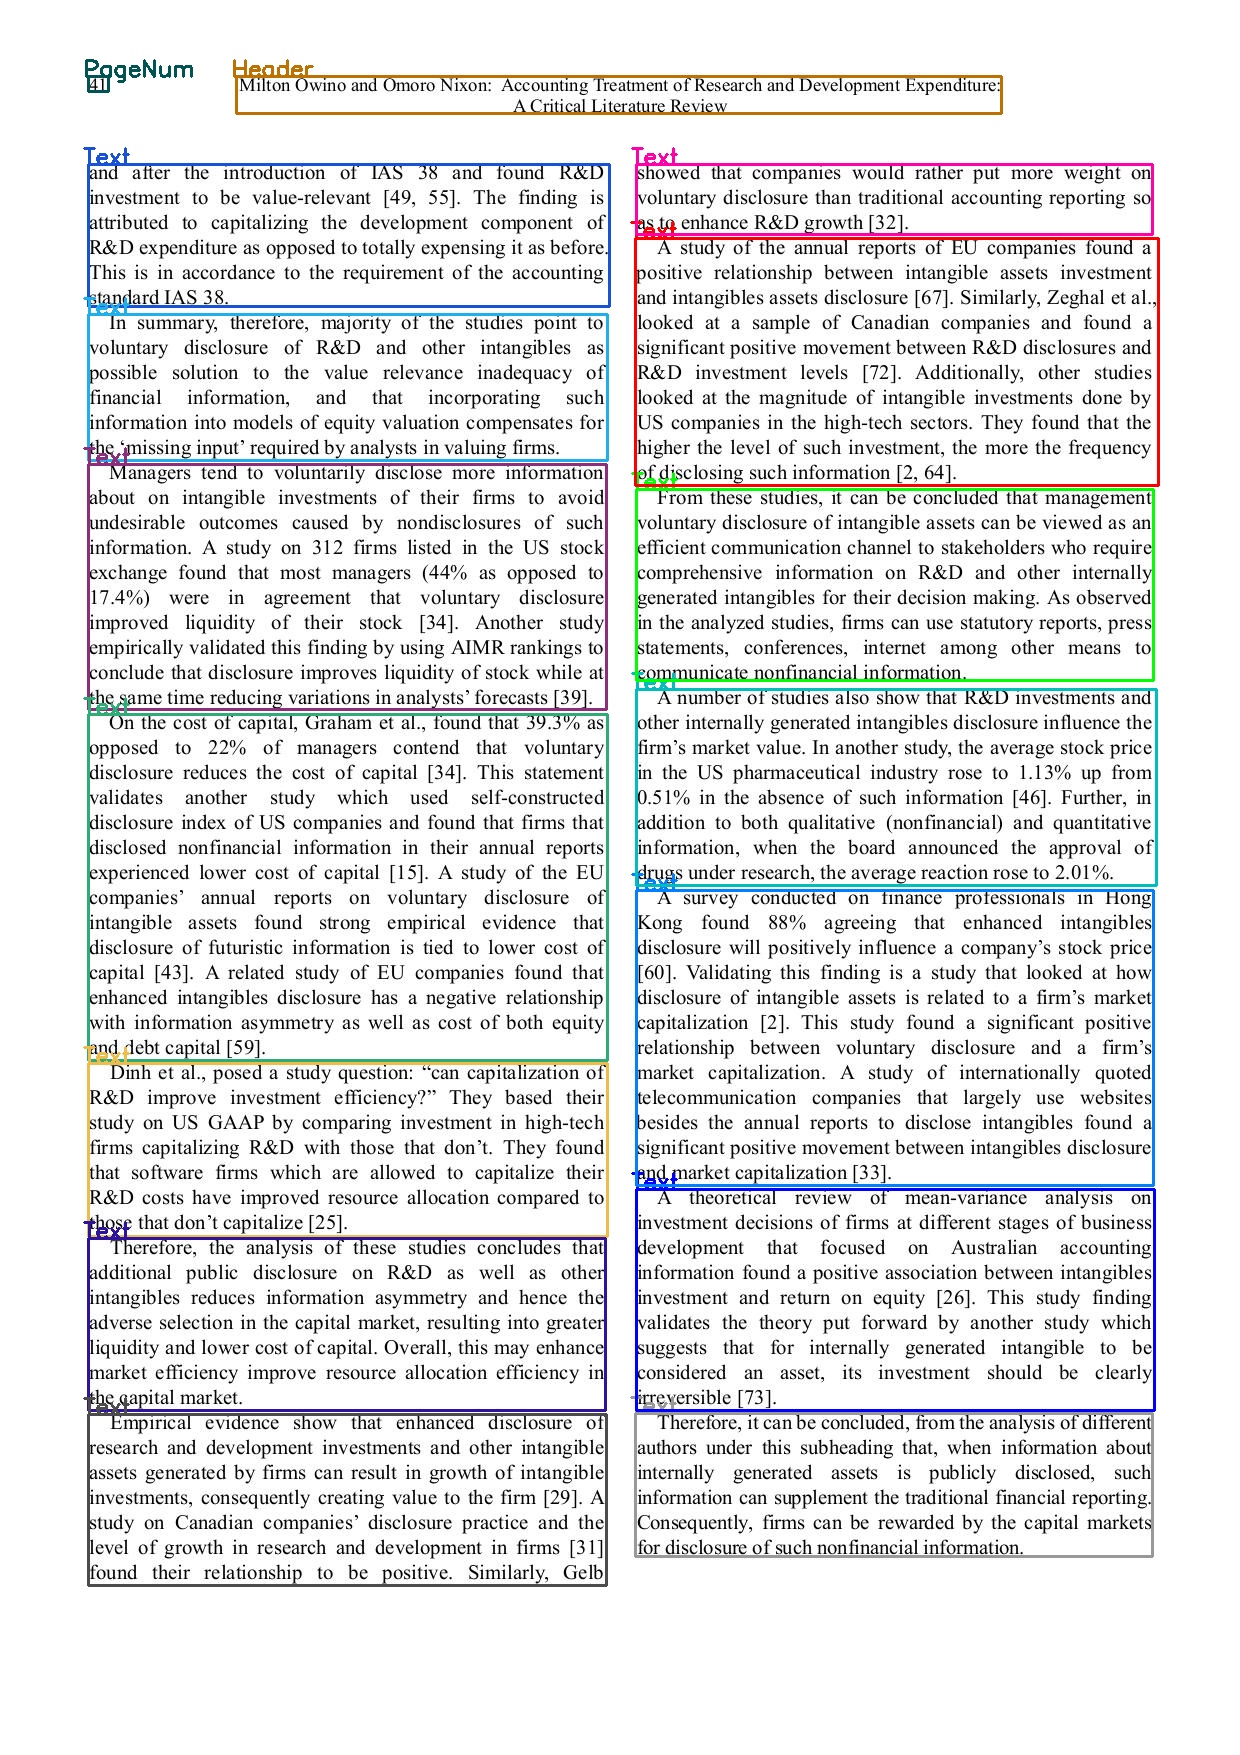 PageNum Header
41 Milton Owino and Omoro Nixon: Accounting Treatment of Research and Development Expenditure:
A Critical Literature Review
Text
and after the introduction of IAS 38 and found R&D
investment to be value-relevant [49, 55]. The finding is
attributed to capitalizing the development component of
R&D expenditure as opposed to totally expensing it as before.
This is in accordance to the requirement of the accounting
standard IAS 38.
Text
In summary, therefore, majority of the studies point to
voluntary disclosure of R&D and other intangibles as
possible solution to the value relevance inadequacy of
financial information, and that incorporating such
information into models of equity valuation compensates for
the ‘missing input’ required by analysts in valuing firms.
Text
Managers tend to voluntarily disclose more information
about on intangible investments of their firms to avoid
undesirable outcomes caused by nondisclosures of such
information. A study on 312 firms listed in the US stock
exchange found that most managers (44% as opposed to
17.4%) were in agreement that voluntary disclosure
improved liquidity of their stock [34]. Another study
empirically validated this finding by using AIMR rankings to
conclude that disclosure improves liquidity of stock while at
the same time reducing variations in analysts’ forecasts [39].
Text
On the cost of capital, Graham et al., found that 39.3% as
opposed to 22% of managers contend that voluntary
disclosure reduces the cost of capital [34]. This statement
validates another study which used self-constructed
disclosure index of US companies and found that firms that
disclosed nonfinancial information in their annual reports
experienced lower cost of capital [15]. A study of the EU
companies’ annual reports on voluntary disclosure of
intangible assets found strong empirical evidence that
disclosure of futuristic information is tied to lower cost of
capital [43]. A related study of EU companies found that
enhanced intangibles disclosure has a negative relationship
with information asymmetry as well as cost of both equity
and debt capital [59].
Text
Dinh et al., posed a study question: “can capitalization of
R&D improve investment efficiency?” They based their
study on US GAAP by comparing investment in high-tech
firms capitalizing R&D with those that don’t. They found
that software firms which are allowed to capitalize their
R&D costs have improved resource allocation compared to
those that don’t capitalize [25].
Text
Therefore, the analysis of these studies concludes that
additional public disclosure on R&D as well as other
intangibles reduces information asymmetry and hence the
adverse selection in the capital market, resulting into greater
liquidity and lower cost of capital. Overall, this may enhance
market efficiency improve resource allocation efficiency in
the capital market.
Text
Empirical evidence show that enhanced disclosure of
research and development investments and other intangible
assets generated by firms can result in growth of intangible
investments, consequently creating value to the firm [29]. A
study on Canadian companies’ disclosure practice and the
level of growth in research and development in firms [31]
found their relationship to be positive. Similarly, Gelb
Text
showed that companies would rather put more weight on
voluntary disclosure than traditional accounting reporting so
as to enhance R&D growth [32].
Text
A study of the annual reports of EU companies found a
positive relationship between intangible assets investment
and intangibles assets disclosure [67]. Similarly, Zeghal et al.,
looked at a sample of Canadian companies and found a
significant positive movement between R&D disclosures and
R&D investment levels [72]. Additionally, other studies
looked at the magnitude of intangible investments done by
US companies in the high-tech sectors. They found that the
higher the level of such investment, the more the frequency
of disclosing such information [2, 64].
Text
From these studies, it can be concluded that management
voluntary disclosure of intangible assets can be viewed as an
efficient communication channel to stakeholders who require
comprehensive information on R&D and other internally
generated intangibles for their decision making. As observed
in the analyzed studies, firms can use statutory reports, press
statements, conferences, internet among other means to
communicate nonfinancial information.
Text
A number of studies also show that R&D investments and
other internally generated intangibles disclosure influence the
firm’s market value. In another study, the average stock price
in the US pharmaceutical industry rose to 1.13% up from
0.51% in the absence of such information [46]. Further, in
addition to both qualitative (nonfinancial) and quantitative
information, when the board announced the approval of
drugs under research, the average reaction rose to 2.01%.
Text
A survey conducted on finance professionals in Hong
Kong found 88% agreeing that enhanced intangibles
disclosure will positively influence a company’s stock price
[60]. Validating this finding is a study that looked at how
disclosure of intangible assets is related to a firm’s market
capitalization [2]. This study found a significant positive
relationship between voluntary disclosure and a firm’s
market capitalization. A study of internationally quoted
telecommunication companies that largely use websites
besides the annual reports to disclose intangibles found a
significant positive movement between intangibles disclosure
and market capitalization [33].
Text
A theoretical review of mean-variance analysis on
investment decisions of firms at different stages of business
development that focused on Australian accounting
information found a positive association between intangibles
investment and return on equity [26]. This study finding
validates the theory put forward by another study which
suggests that for internally generated intangible to be
considered an asset, its investment should be clearly
irreversible [73].
Text
Therefore, it can be concluded, from the analysis of different
authors under this subheading that, when information about
internally generated assets is publicly disclosed, such
information can supplement the traditional financial reporting.
Consequently, firms can be rewarded by the capital markets
for disclosure of such nonfinancial information.